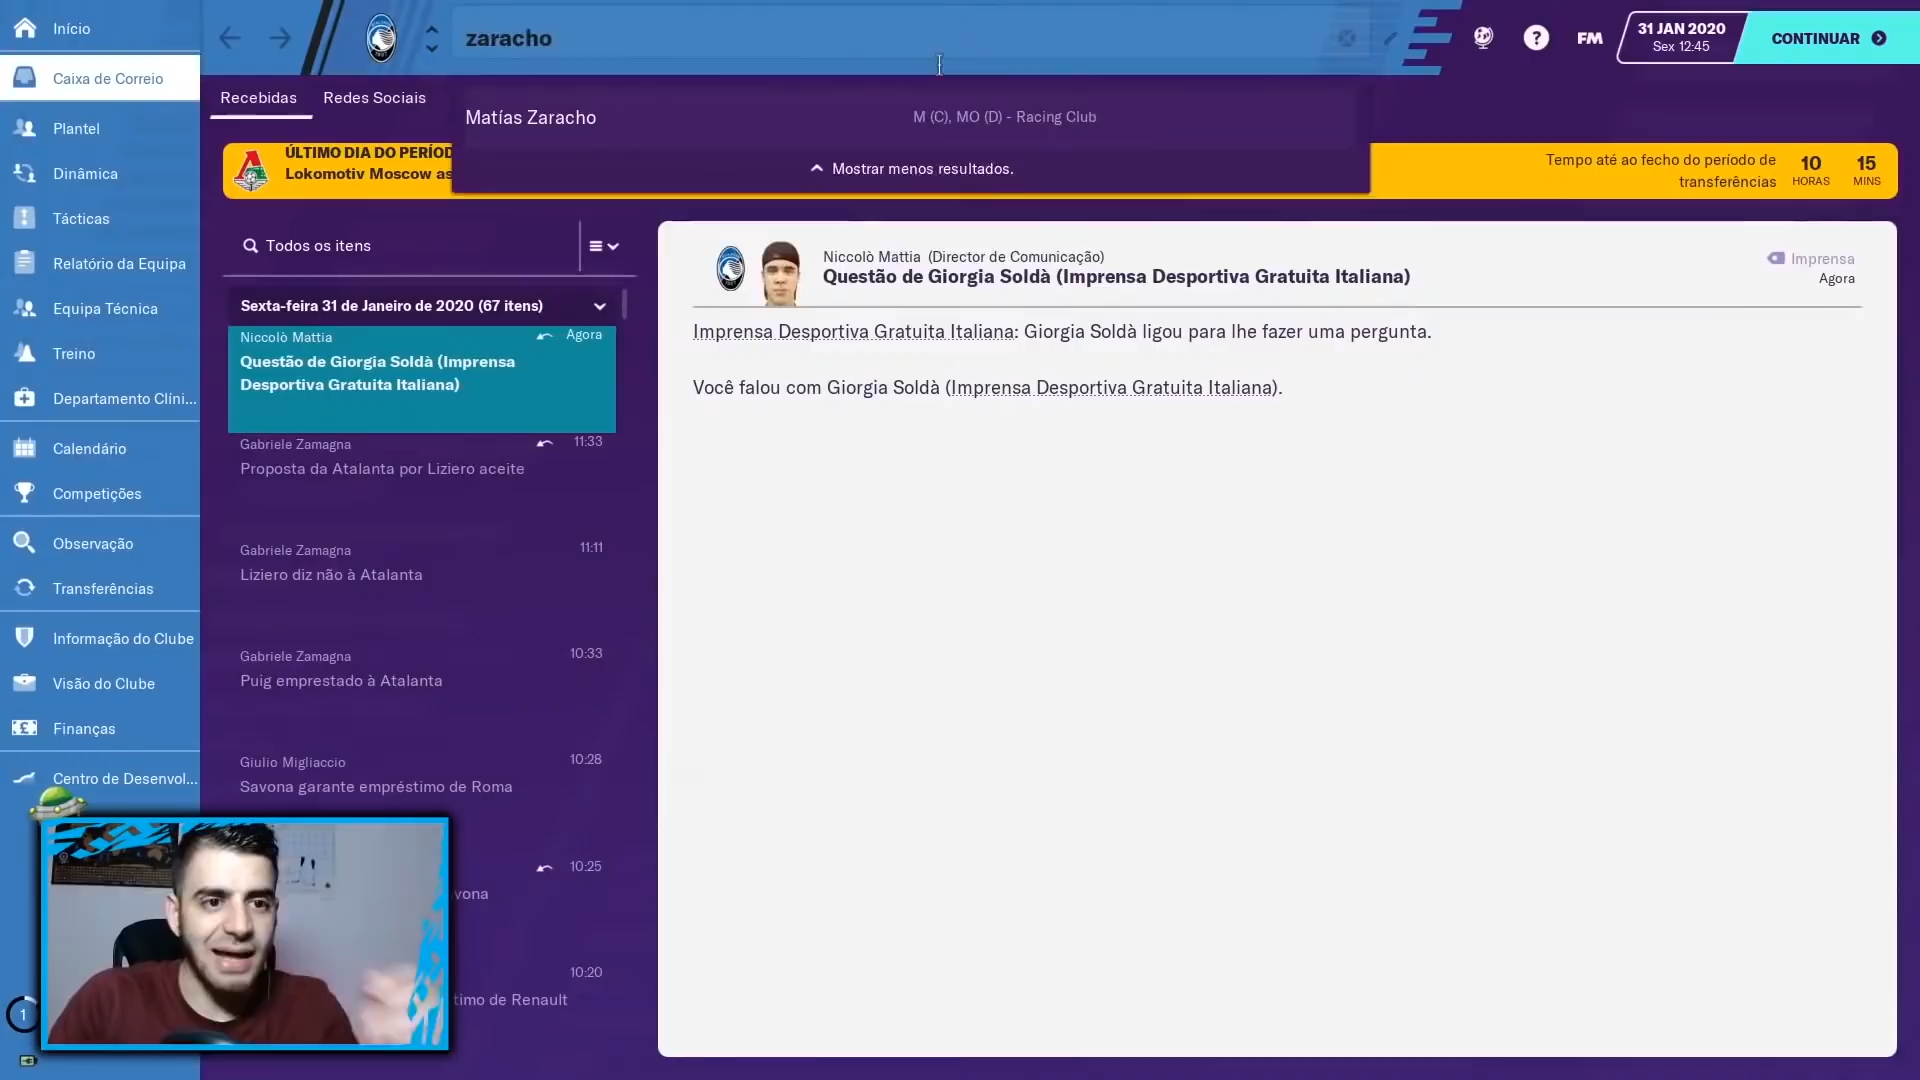 Início
Caixa de Correio
Plantel
Dinâmica
Tácticas
Relatório da Equipa
Equipa Técnica
Treino
Departamento Clíni...
Calendário
Competições
Observação
Transferências
Informação do Clube
Visão do Clube
Finanças
Centro de Desenvol...
1
zaracho
FM
31 JAN 2020
Sex 12:45
CONTINUAR
Recebidas
Redes Sociais
Matías Zaracho
M (C), MO (D) - Racing Club
Mostrar menos resultados.
ÚLTIMO DIA DO PERÍOD
Lokomotiv Moscow as
Tempo até ao fecho do período de
transferências
10
HORAS
15
MINS
Todos os itens
Sexta-feira 31 de Janeiro de 2020 (67 itens)
Niccolò Mattia
Agora
Questão de Giorgia Soldà (Imprensa
Desportiva Gratuita Italiana)
Gabriele Zamagna
11:33
Proposta da Atalanta por Liziero aceite
Gabriele Zamagna
11:11
Liziero diz não à Atalanta
Gabriele Zamagna
10:33
Puig emprestado à Atalanta
Giulio Migliaccio
10:28
Savona garante empréstimo de Roma
10:25
vona
10:20
timo de Renault
Niccolò Mattia (Director de Comunicação)
Questão de Giorgia Soldà (Imprensa Desportiva Gratuita Italiana)
Imprensa
Agora
Imprensa Desportiva Gratuita Italiana: Giorgia Soldà ligou para lhe fazer uma pergunta.
Você falou com Giorgia Soldà (Imprensa Desportiva Gratuita Italiana).